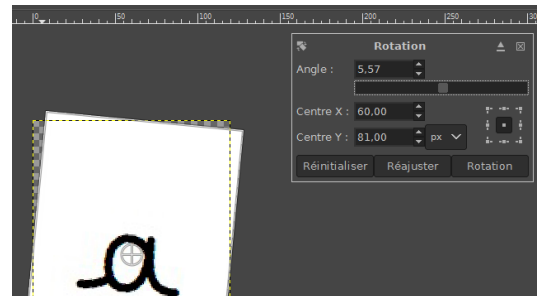 0 50 100 150 200 250 30
Rotation
Angle : 5,57
Centre X : 60,00
Centre Y : 81,00 px
Réinitialiser Réajuster Rotation
a